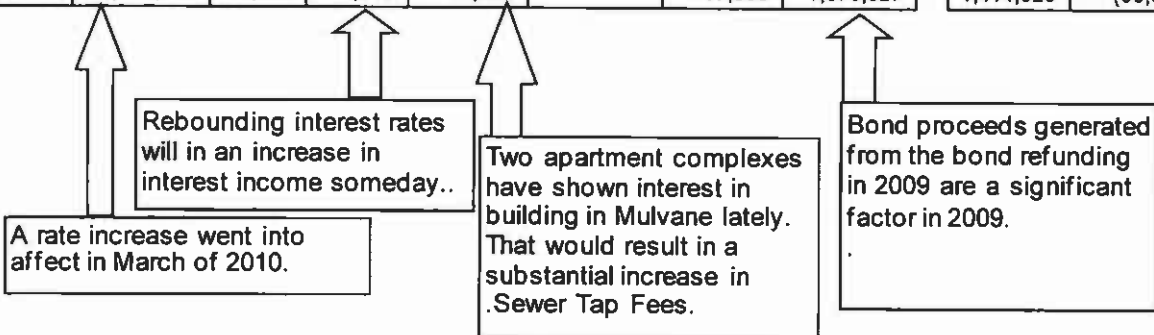 Rebounding interest rates
will in an increase in
interest income someday..
A rate increase went into
affect in March of 2010.
Two apartment complexes
have shown interest in
building in Mulvane lately.
That would result in a
substantial increase in
.Sewer Tap Fees.
Bond proceeds generated
from the bond refunding
in 2009 are a significant
factor in 2009.
.